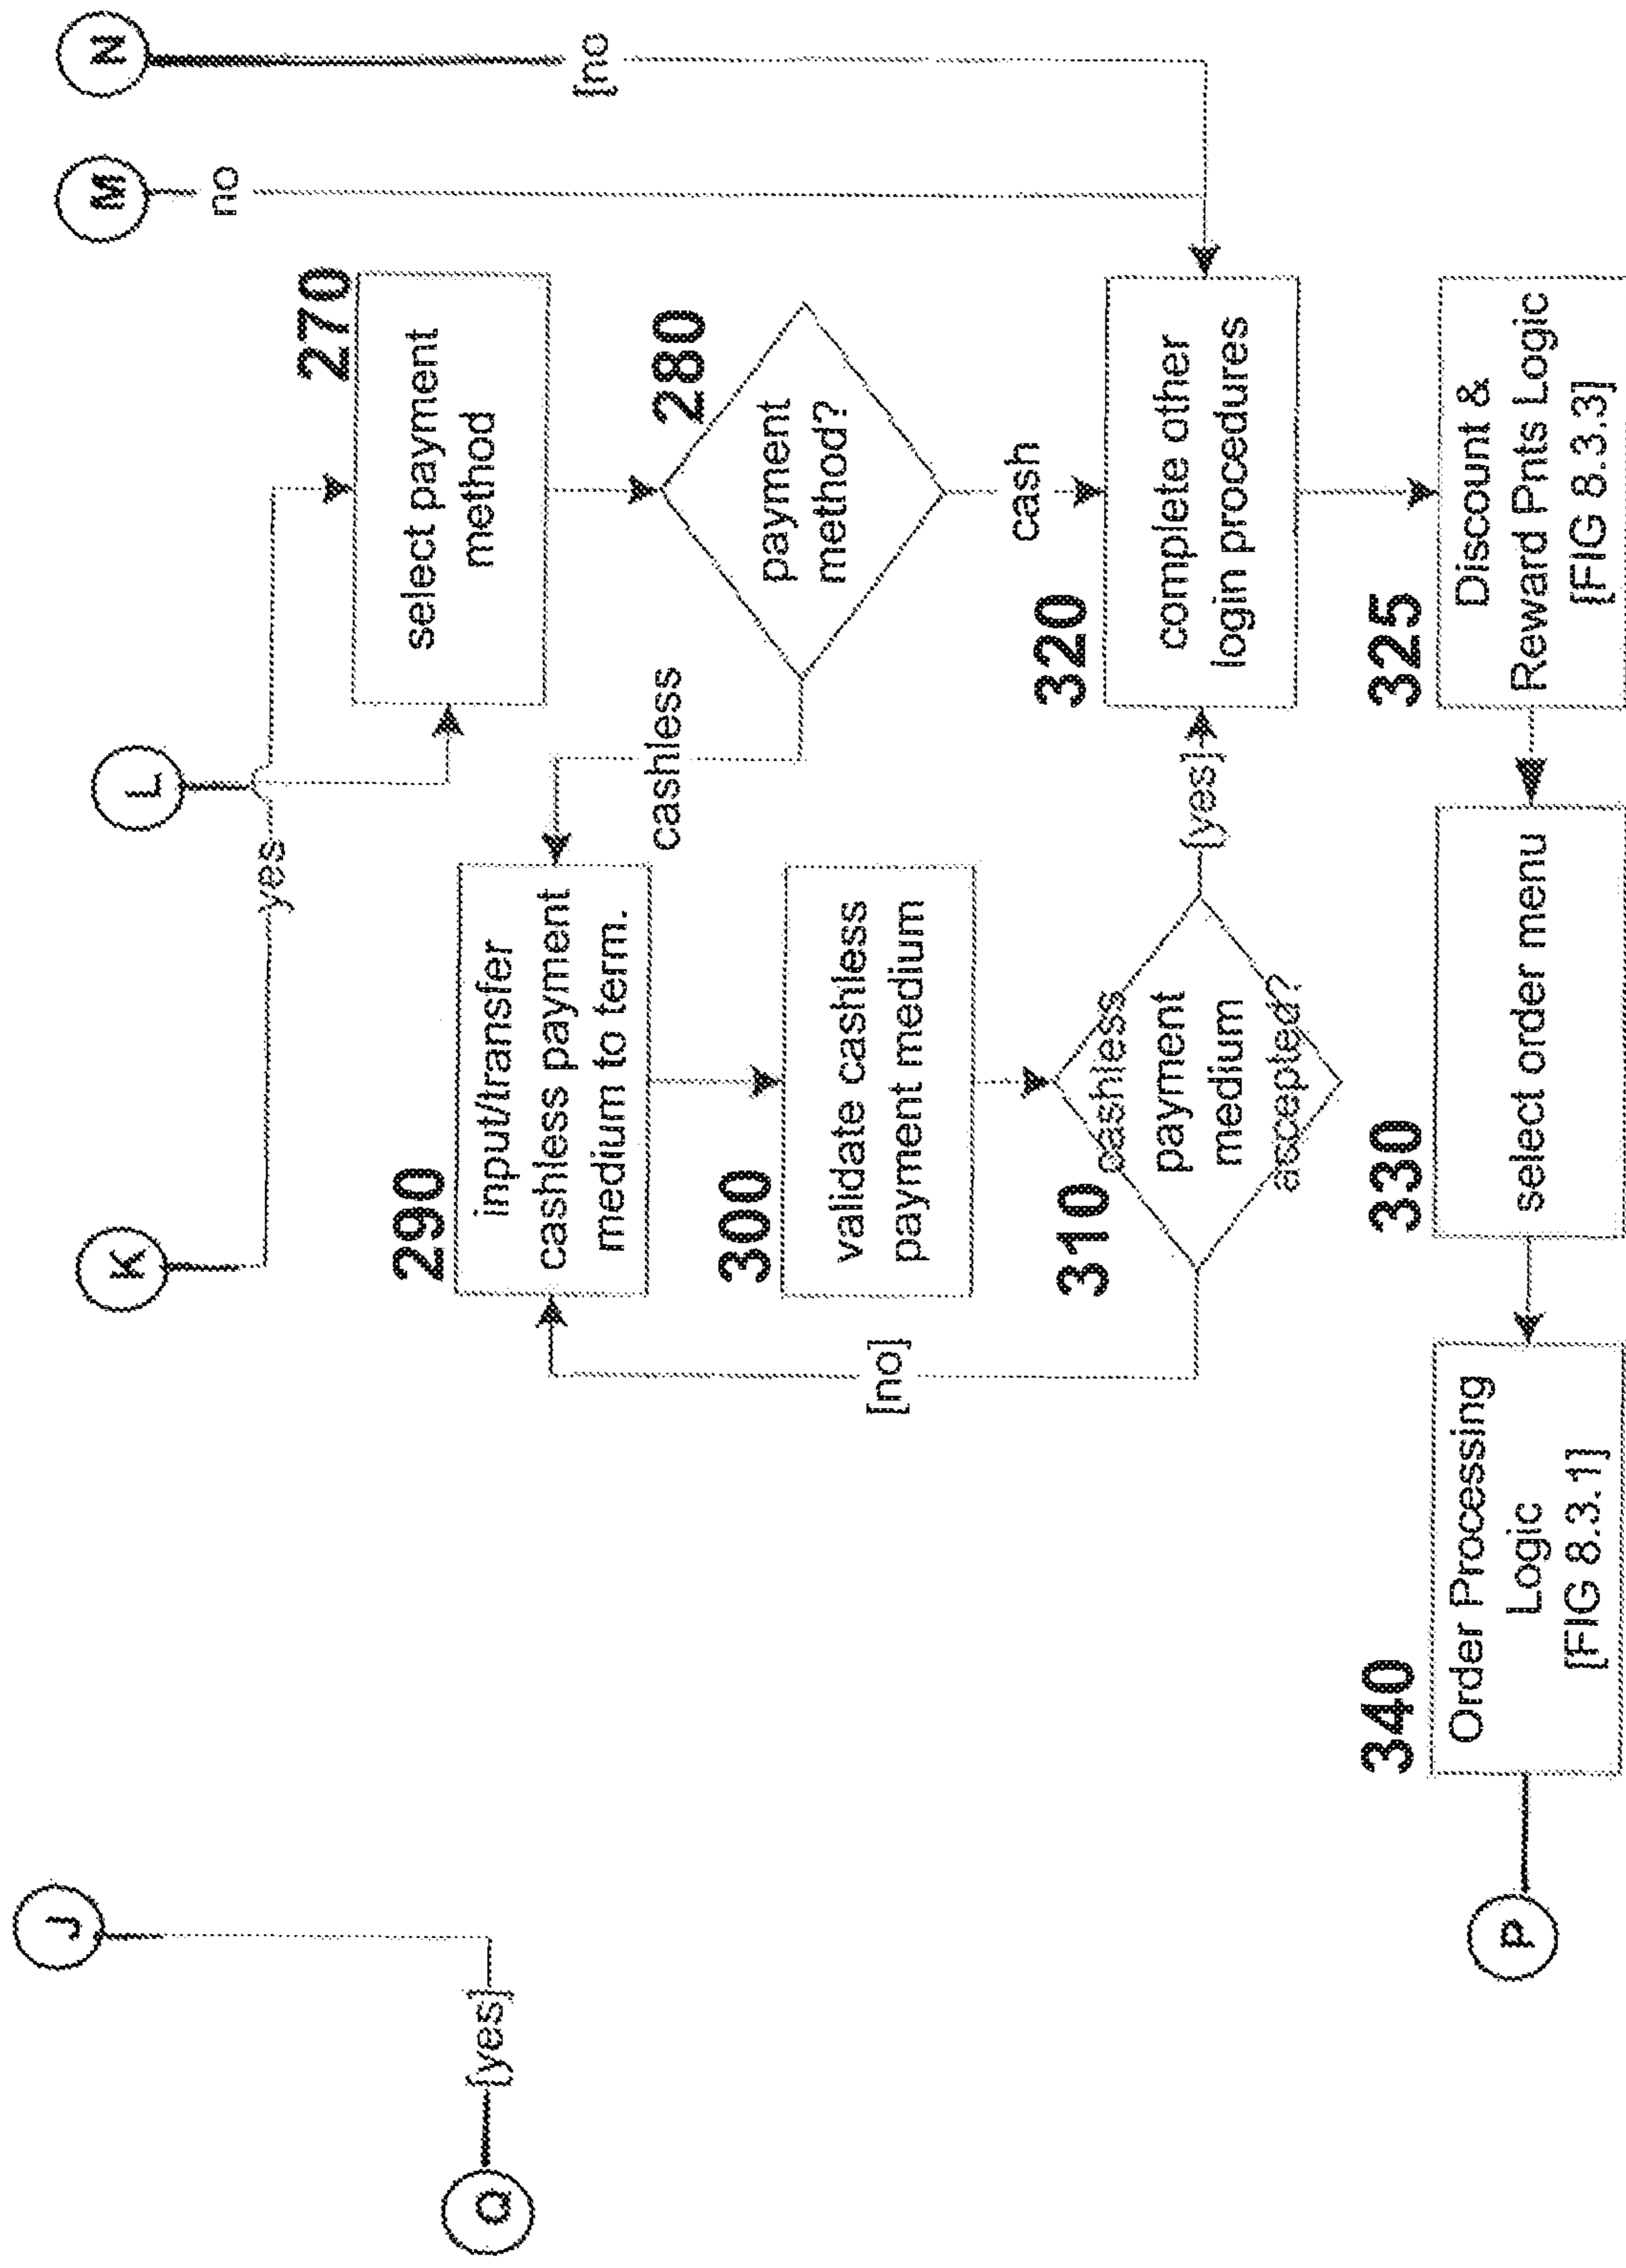 J
K
L
M
N
yes
no
[no
[yes]
Q
270
select payment
method
280
payment
method?
cashless
cash
290
input/transfer
cashless payment
medium to term.
300
validate cashless
payment medium
310
cashless
payment
medium
accepted?
[no]
[yes]
320
complete other
login procedures
325
Discount &
Reward Pnts Logic
[FIG 8.3.3]
330
select order menu
340
Order Processing
Logic
[FIG 8.3.1]
P